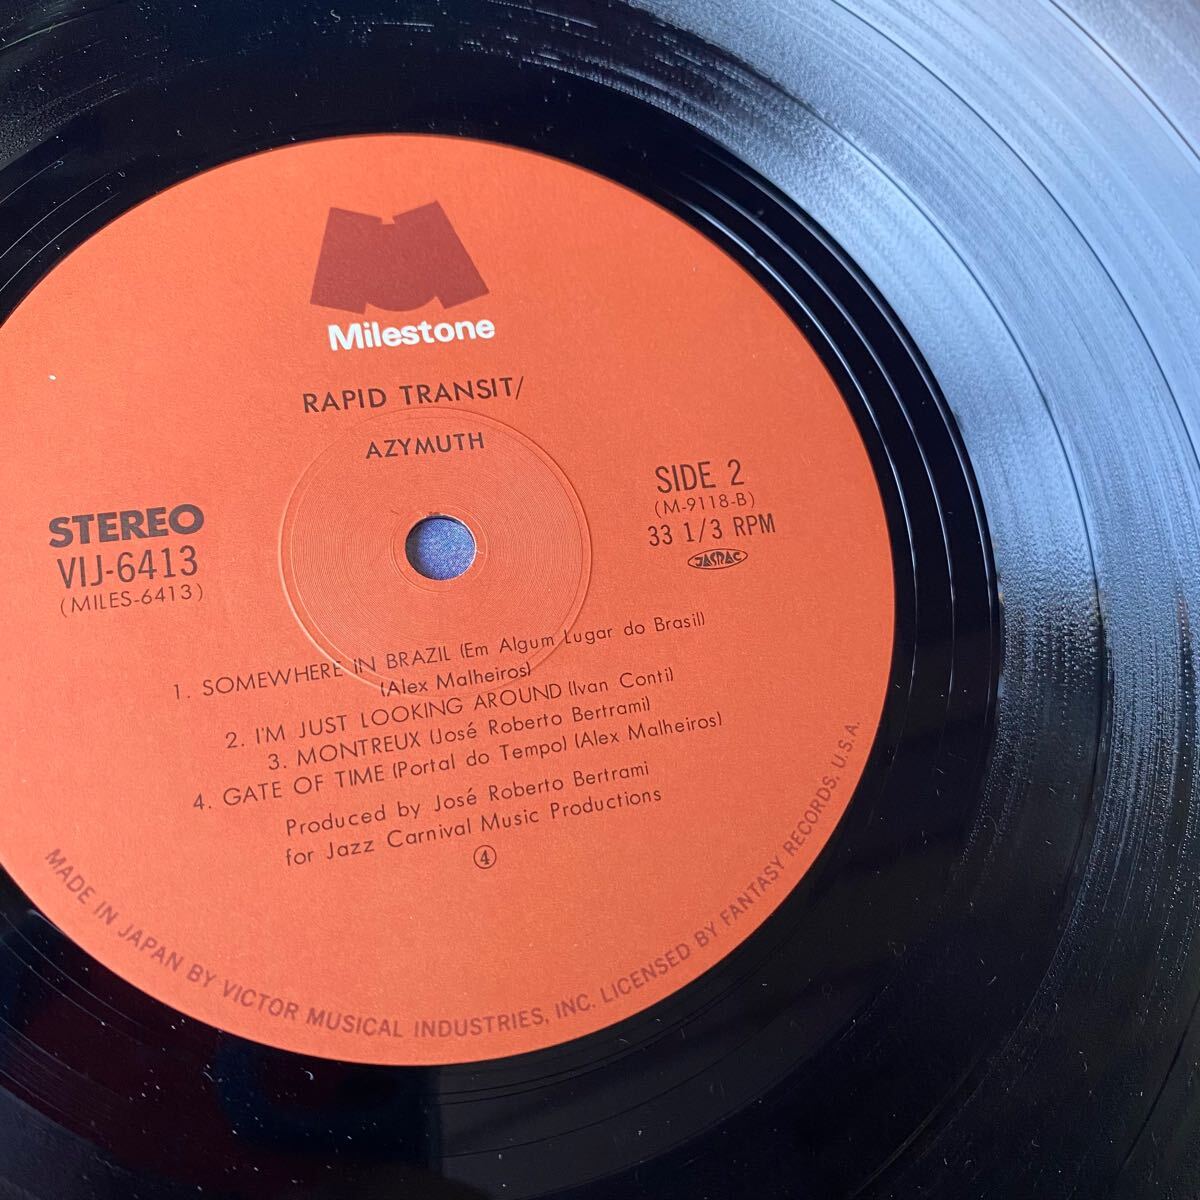 Milestone
RAPID TRANSIT/
AZYMUTH
STEREO
VIJ-6413
(MILES-6413)
SIDE 2
(M-9118-B)
33 1/3 RPM
JASRAC
1. SOMEWHERE IN BRAZIL (Em Algum Lugar do Brasil)
(Alex Malheiros)
2. I'M JUST LOOKING AROUND (Ivan Conti)
3. MONTREUX (José Roberto Bertrami)
4. GATE OF TIME (Portal do Tempo) (Alex Malheiros)
Produced by José Roberto Bertrami
for Jazz Carnival Music Productions
④
MADE IN JAPAN BY VICTOR MUSICAL INDUSTRIES, INC. LICENSED BY FANTASY RECORDS, U.S.A.